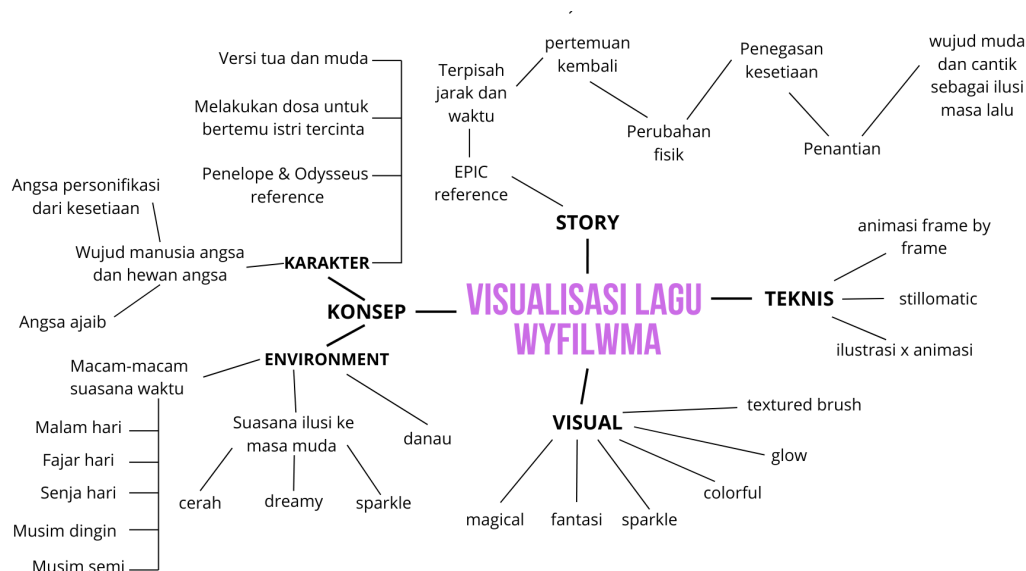 Versi tua dan muda
Melakukan dosa untuk
bertemu istri tercinta
Penelope & Odysseus
reference
Angsa personifikasi
dari kesetiaan
Wujud manusia angsa
dan hewan angsa
Angsa ajaib
KARAKTER
KONSEP
ENVIRONMENT
Macam-macam
suasana waktu
Malam hari
Fajar hari
Senja hari
Musim dingin
Musim semi
Suasana ilusi ke
masa muda
cerah
dreamy
sparkle
danau
VISUALISASI LAGU
WYFILWMA
STORY
EPIC
reference
Terpisah
jarak dan
waktu
pertemuan
kembali
Perubahan
fisik
Penegasan
kesetiaan
Penantian
wujud muda
dan cantik
sebagai ilusi
masa lalu
TEKNIS
animasi frame by
frame
stillomatic
ilustrasi x animasi
VISUAL
textured brush
glow
colorful
sparkle
fantasi
magical